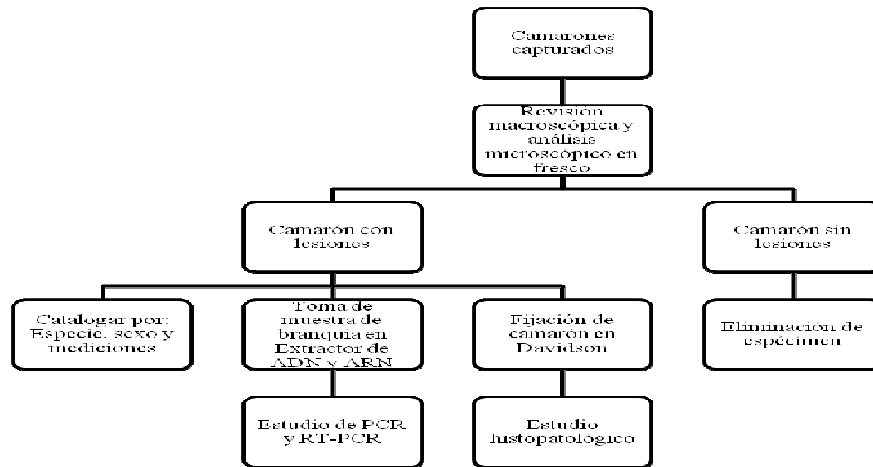 Camarones
capturados
Revisión
macroscópica y
análisis
microscópico en
fresco
Camarón con
lesiones
Camarón sin
lesiones
Catalogar por:
Especie, sexo y
mediciones
Toma de
muestra de
branquia en
Extractor de
ADN y ARN
Fijación de
camarón en
Davidson
Eliminación de
espécimen
Estudio de PCR
y RT-PCR
Estudio
histopatológico